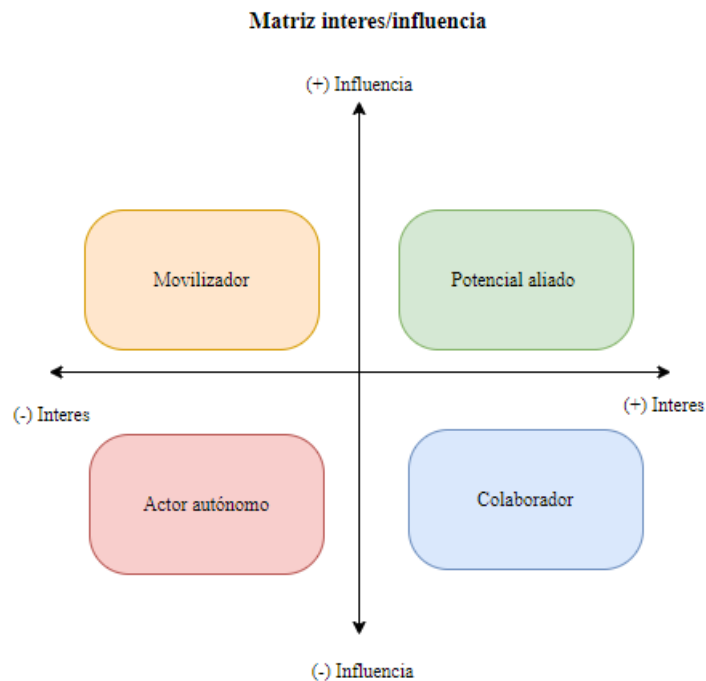 Matriz interes/influencia
(+) Influencia
Movilizador
Potencial aliado
(-) Interes
(+) Interes
Actor autónomo
Colaborador
(-) Influencia